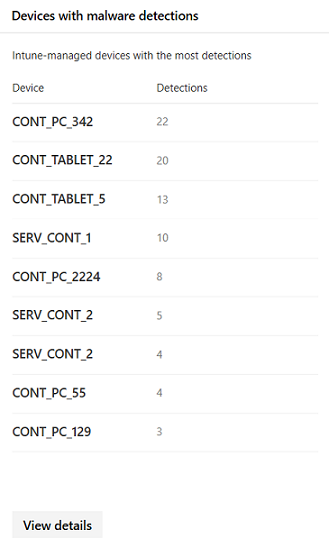 Devices with malware detections
Intune-managed devices with the most detections
Device Detections
CONT_PC_342 22
CONT_TABLET_22 20
CONT_TABLET_5 13
SERV_CONT_1 10
CONT_PC_2224 8
SERV_CONT_2 5
SERV_CONT_2 4
CONT_PC_55 4
CONT_PC_129 3
View details